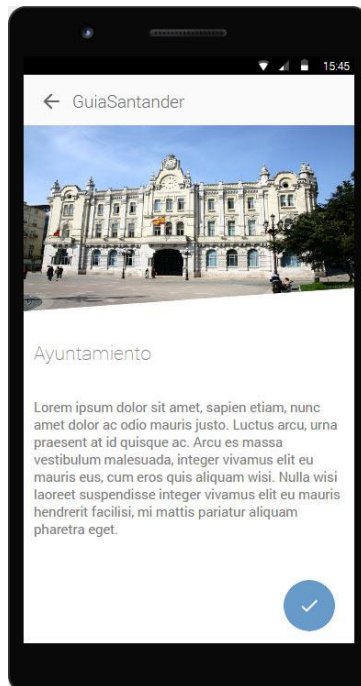 15:45
GuiaSantander
Ayuntamiento
Lorem ipsum dolor sit amet, sapien etiam, nunc
amet dolor ac odio mauris justo. Luctus arcu, urna
praesent at id quisque ac. Arcu es massa
vestibulum malesuada, integer vivamus elit eu
mauris eus, cum eros quis aliquam wisi. Nulla wisi
laoreet suspendisse integer vivamus elit eu mauris
hendrerit facilisi, mi mattis pariatur aliquam
pharetra eget.